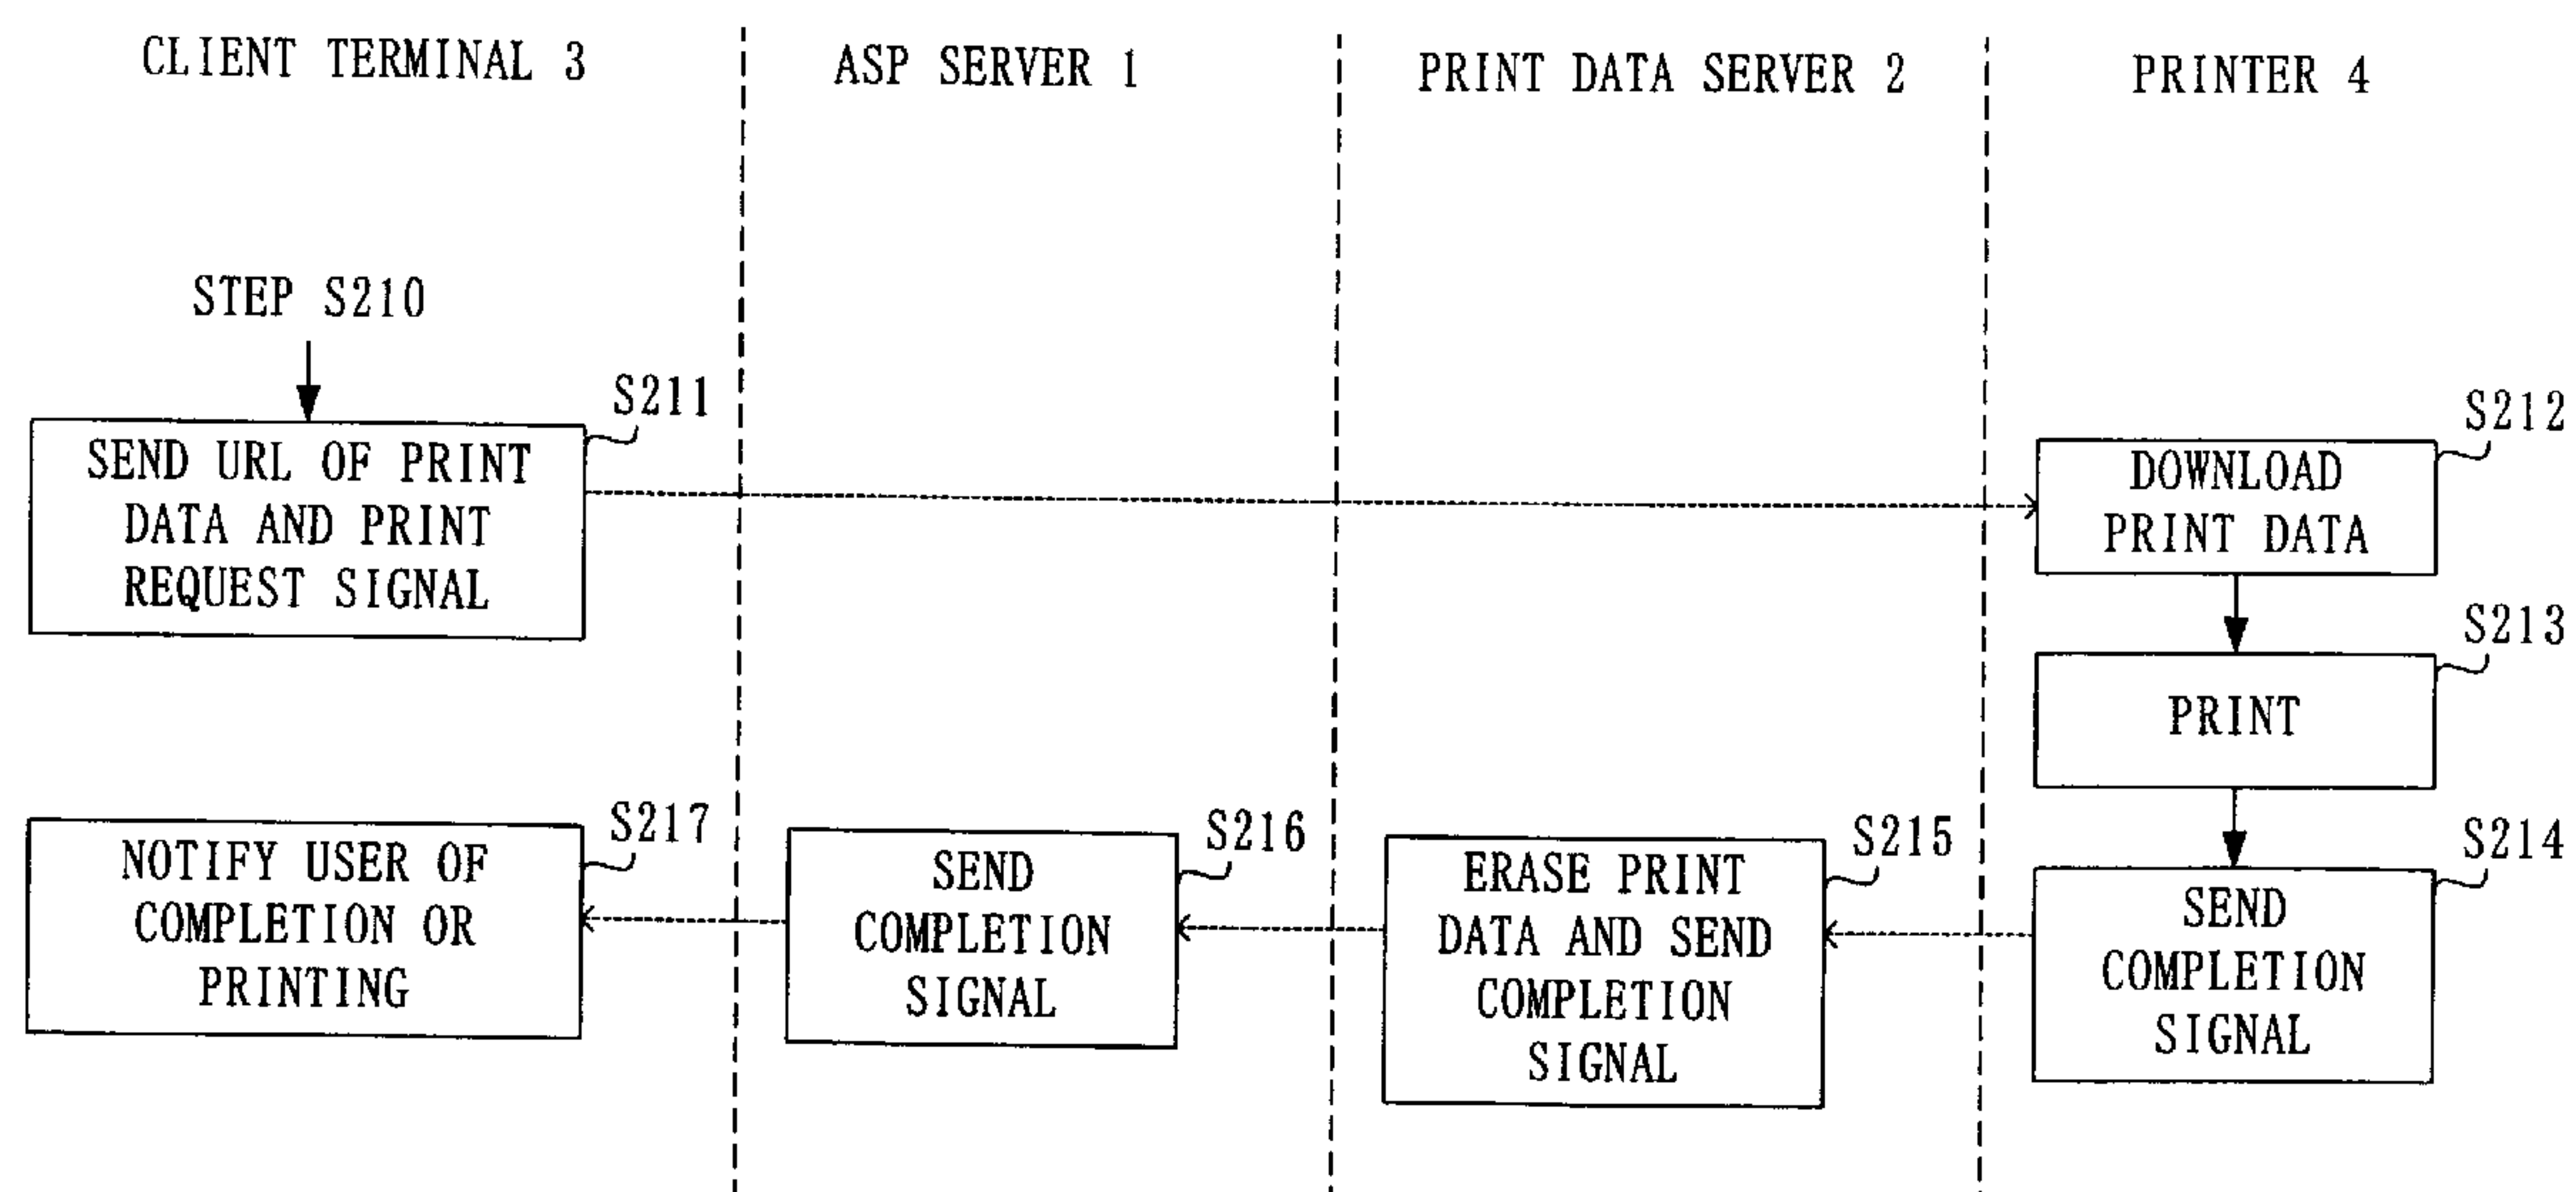 CLIENT TERMINAL 3
ASP SERVER 1
PRINT DATA SERVER 2
PRINTER 4
STEP S210
S211
SEND URL OF PRINT
DATA AND PRINT
REQUEST SIGNAL
S212
DOWNLOAD
PRINT DATA
S213
PRINT
S217
NOTIFY USER OF
COMPLETION OR
PRINTING
S216
SEND
COMPLETION
SIGNAL
S215
ERASE PRINT
DATA AND SEND
COMPLETION
SIGNAL
S214
SEND
COMPLETION
SIGNAL